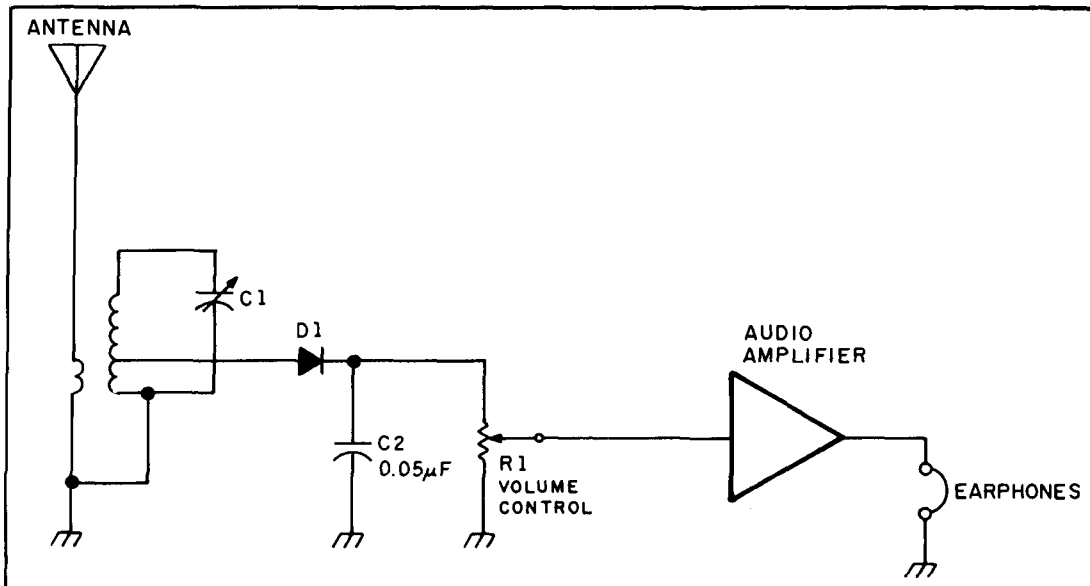 ANTENNA
C1
D1
AUDIO
AMPLIFIER
C2
0.05μF
R1
VOLUME
CONTROL
EARPHONES